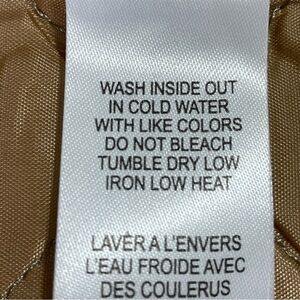 WASH INSIDE OUT
IN COLD WATER
WITH LIKE COLORS
DO NOT BLEACH
TUMBLE DRY LOW
IRON LOW HEAT
LAVÉR A L'ENVERS
L'EAU FROIDE AVEC
DES COULERUS